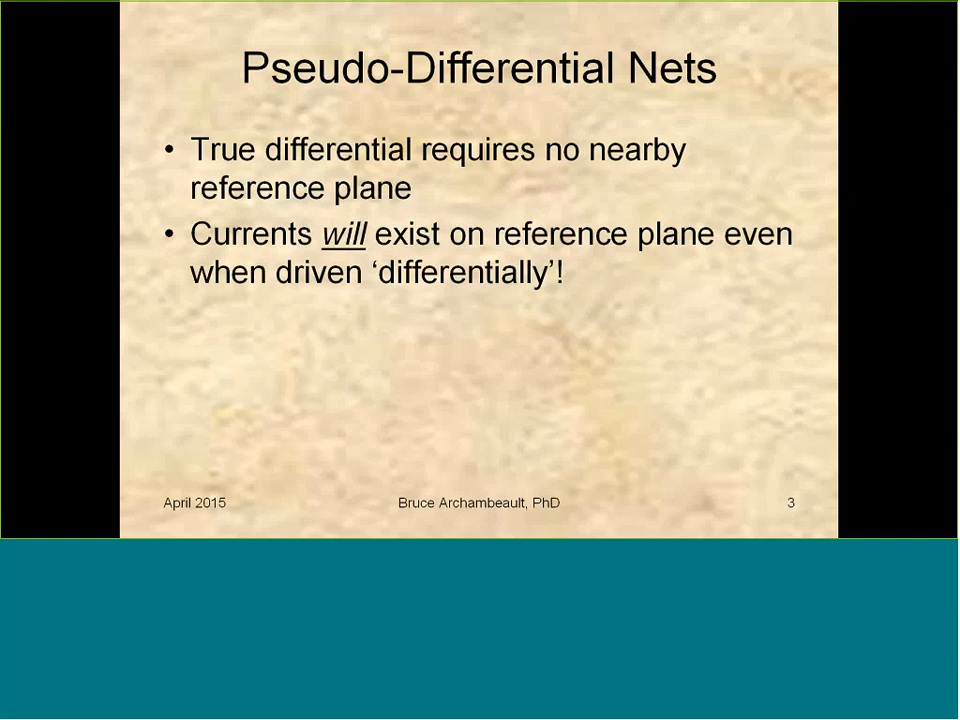 Pseudo-Differential Nets
• True differential requires no nearby
reference plane
• Currents will exist on reference plane even
when driven ‘differentially’!
April 2015 Bruce Archambeault, PhD 3